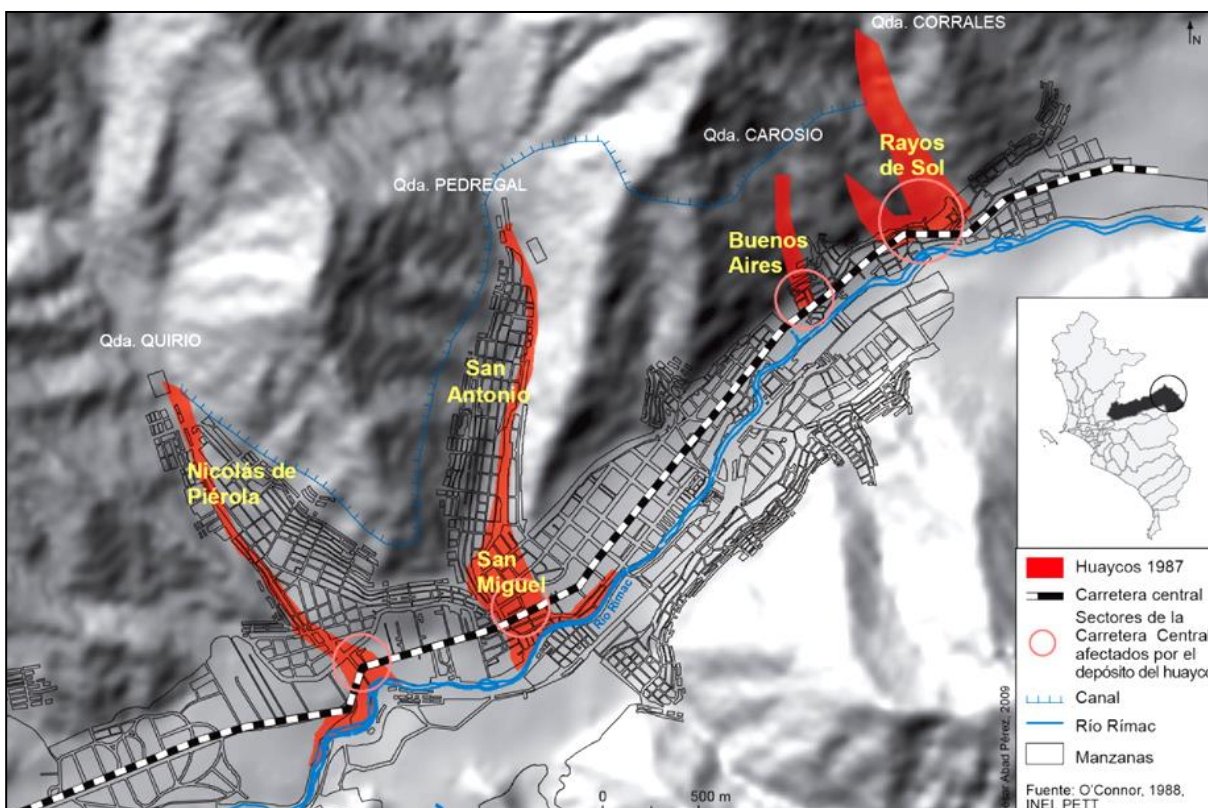 Qda. CORRALES
N
Qda. CAROSIO
Rayos
de Sol
Qda. PEDREGAL
Buenos
Aires
Qda. QUIRIO
San
Antonio
Nicolás de
Piérola
San
Miguel
Río Rímac
Huaycos 1987
Carretera central
Sectores de la
Carretera Central
afectados por el
depósito del huayco
Canal
Río Rímac
Manzanas
Fuente: O'Connor, 1988,
INEI, PETT
Abad Pérez, 2009
0 500 m